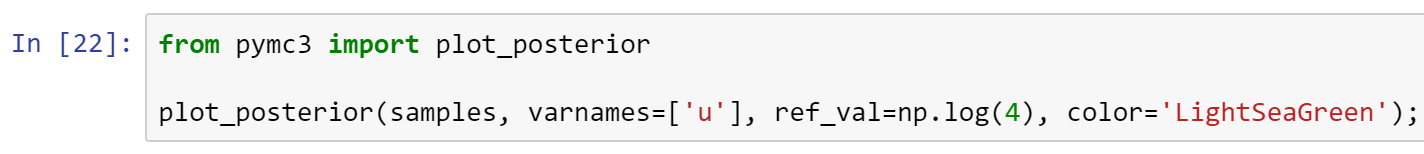 In [22]: from pymc3 import plot_posterior
plot_posterior(samples, varnames=['u'], ref_val=np.log(4), color='LightSeaGreen');